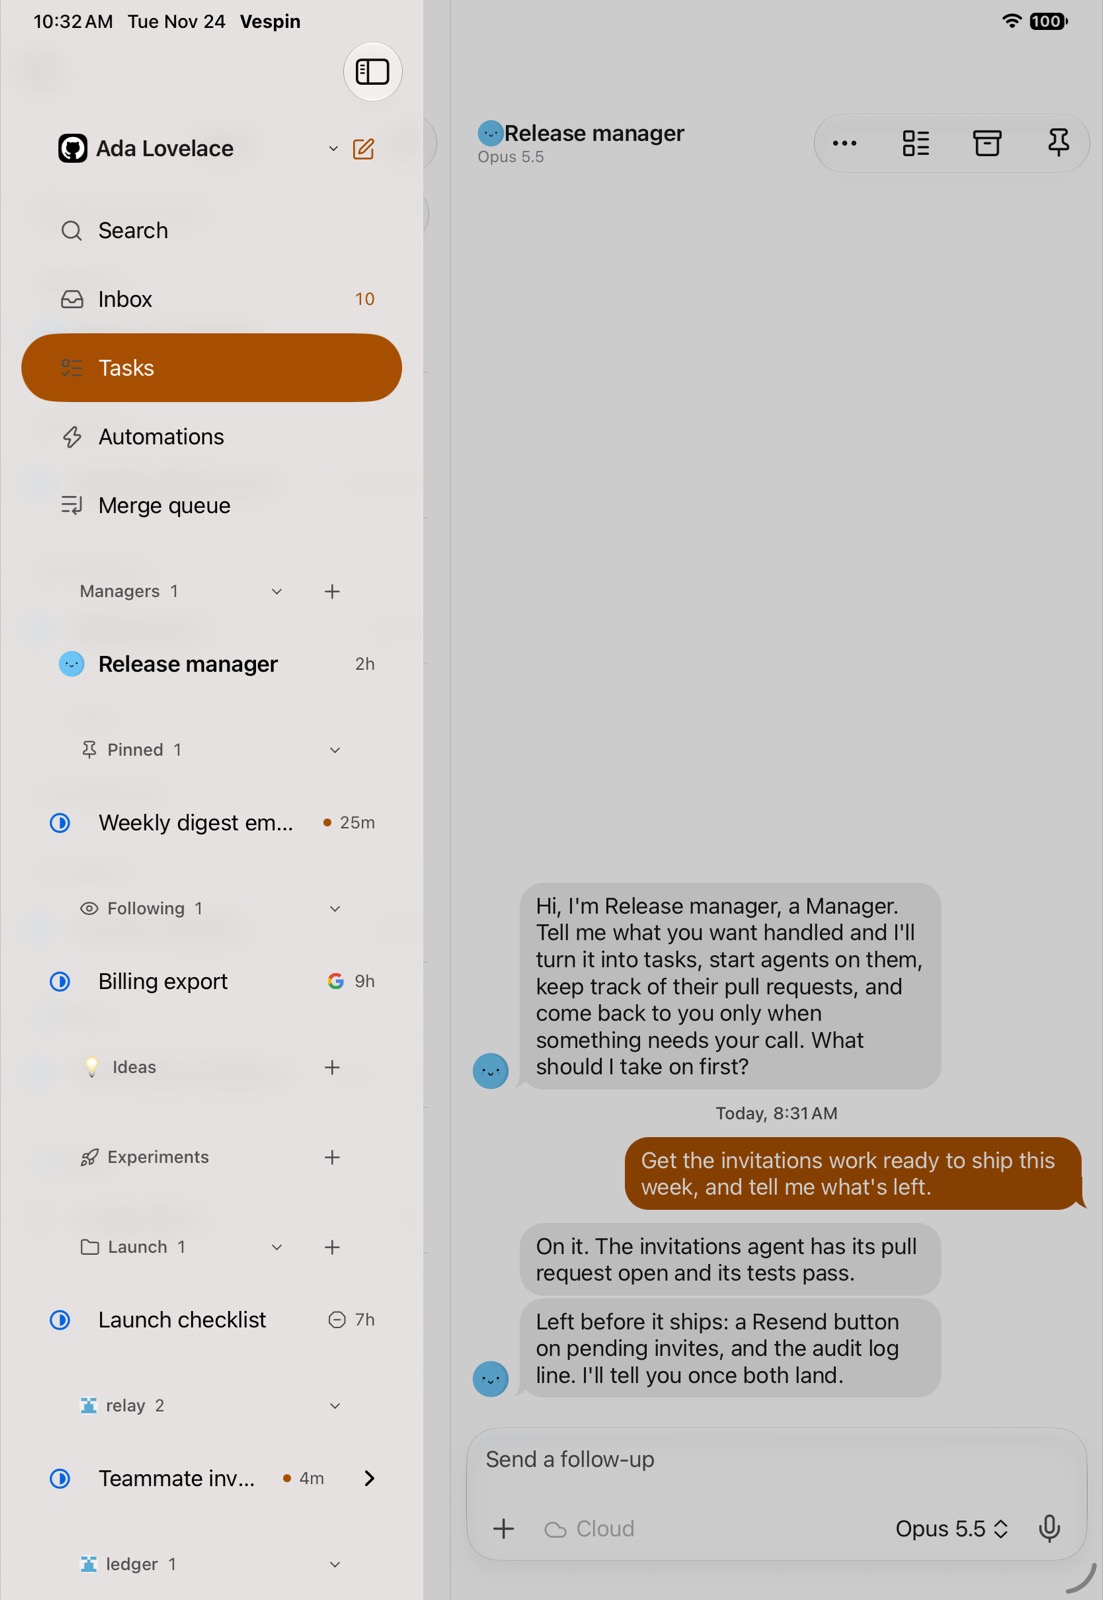 10:32 AM Tue Nov 24 Vespin
100
Ada Lovelace
Search
Inbox 10
Tasks
Automations
Merge queue
Managers 1
Release manager 2h
Pinned 1
Weekly digest em... 25m
Following 1
Billing export 9h
Ideas
Experiments
Launch 1
Launch checklist 7h
relay 2
Teammate inv... 4m
ledger 1
Release manager
Opus 5.5
Hi, I'm Release manager, a Manager.
Tell me what you want handled and I'll
turn it into tasks, start agents on them,
keep track of their pull requests, and
come back to you only when
something needs your call. What
should I take on first?
Today, 8:31 AM
Get the invitations work ready to ship this
week, and tell me what's left.
On it. The invitations agent has its pull
request open and its tests pass.
Left before it ships: a Resend button
on pending invites, and the audit log
line. I'll tell you once both land.
Send a follow-up
Cloud
Opus 5.5